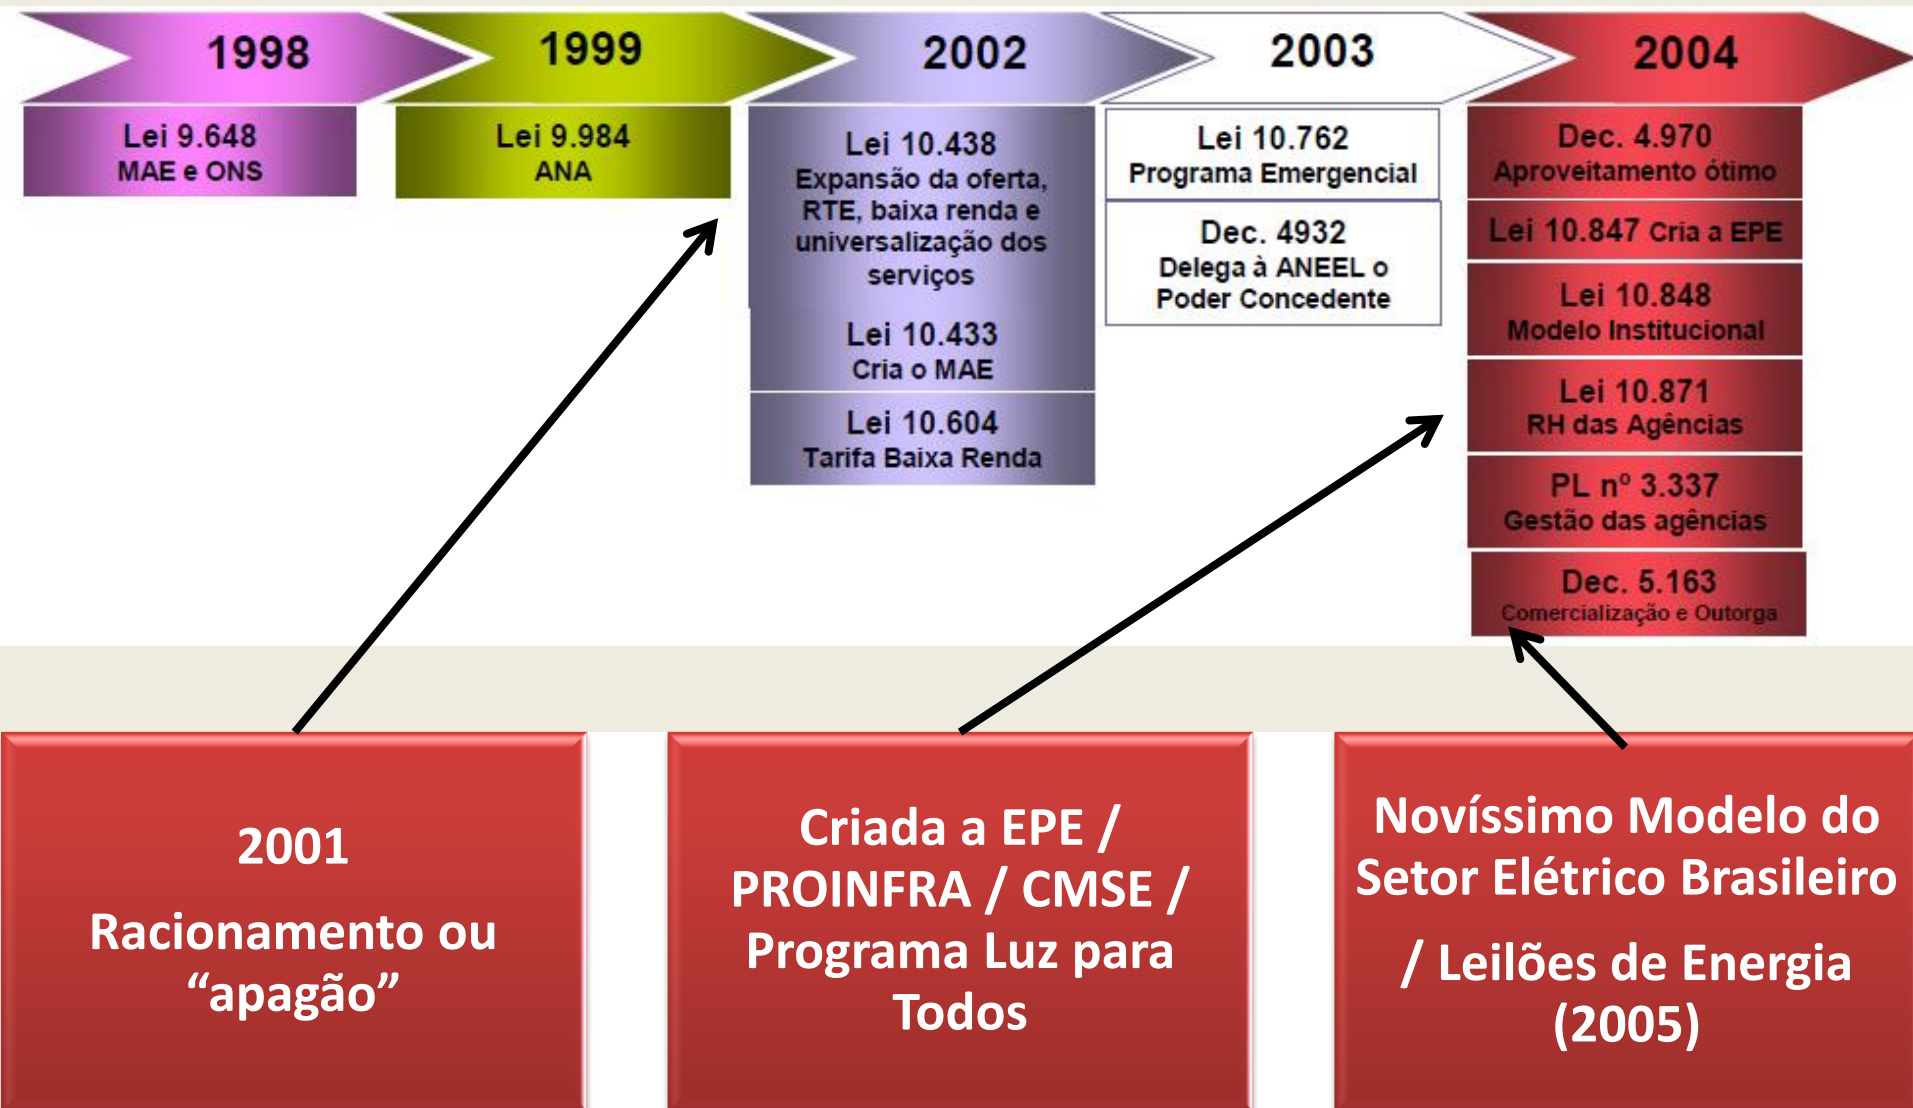 1998
1999
2002
2003
2004
Lei 9.648
MAE e ONS
Lei 9.984
ANA
Lei 10.438
Expansão da oferta,
RTE, baixa renda e
universalização dos
serviços
Lei 10.433
Cria o MAE
Lei 10.604
Tarifa Baixa Renda
Lei 10.762
Programa Emergencial
Dec. 4932
Delega à ANEEL o
Poder Concedente
Dec. 4.970
Aproveitamento ótimo
Lei 10.847 Cria a EPE
Lei 10.848
Modelo Institucional
Lei 10.871
RH das Agências
PL nº 3.337
Gestão das agências
Dec. 5.163
Comercialização e Outorga
2001
Racionamento ou
“apagão”
Criada a EPE /
PROINFRA / CMSE /
Programa Luz para
Todos
Novíssimo Modelo do
Setor Elétrico Brasileiro
/ Leilões de Energia
(2005)